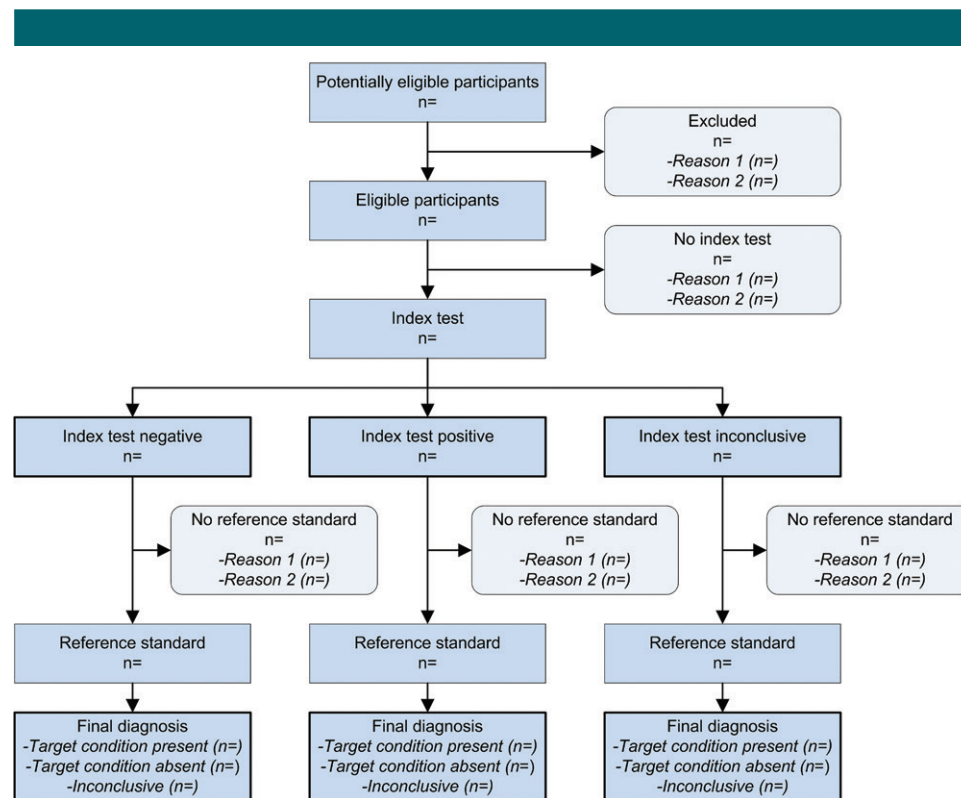 Potentially eligible participants
n=
Excluded
n=
-Reason 1 (n=)
-Reason 2 (n=)
Eligible participants
n=
No index test
n=
-Reason 1 (n=)
-Reason 2 (n=)
Index test
n=
Index test negative
n=
Index test positive
n=
Index test inconclusive
n=
No reference standard
n=
-Reason 1 (n=)
-Reason 2 (n=)
No reference standard
n=
-Reason 1 (n=)
-Reason 2 (n=)
No reference standard
n=
-Reason 1 (n=)
-Reason 2 (n=)
Reference standard
n=
Reference standard
n=
Reference standard
n=
Final diagnosis
-Target condition present (n=)
-Target condition absent (n=)
-Inconclusive (n=)
Final diagnosis
-Target condition present (n=)
-Target condition absent (n=)
-Inconclusive (n=)
Final diagnosis
-Target condition present (n=)
-Target condition absent (n=)
-Inconclusive (n=)